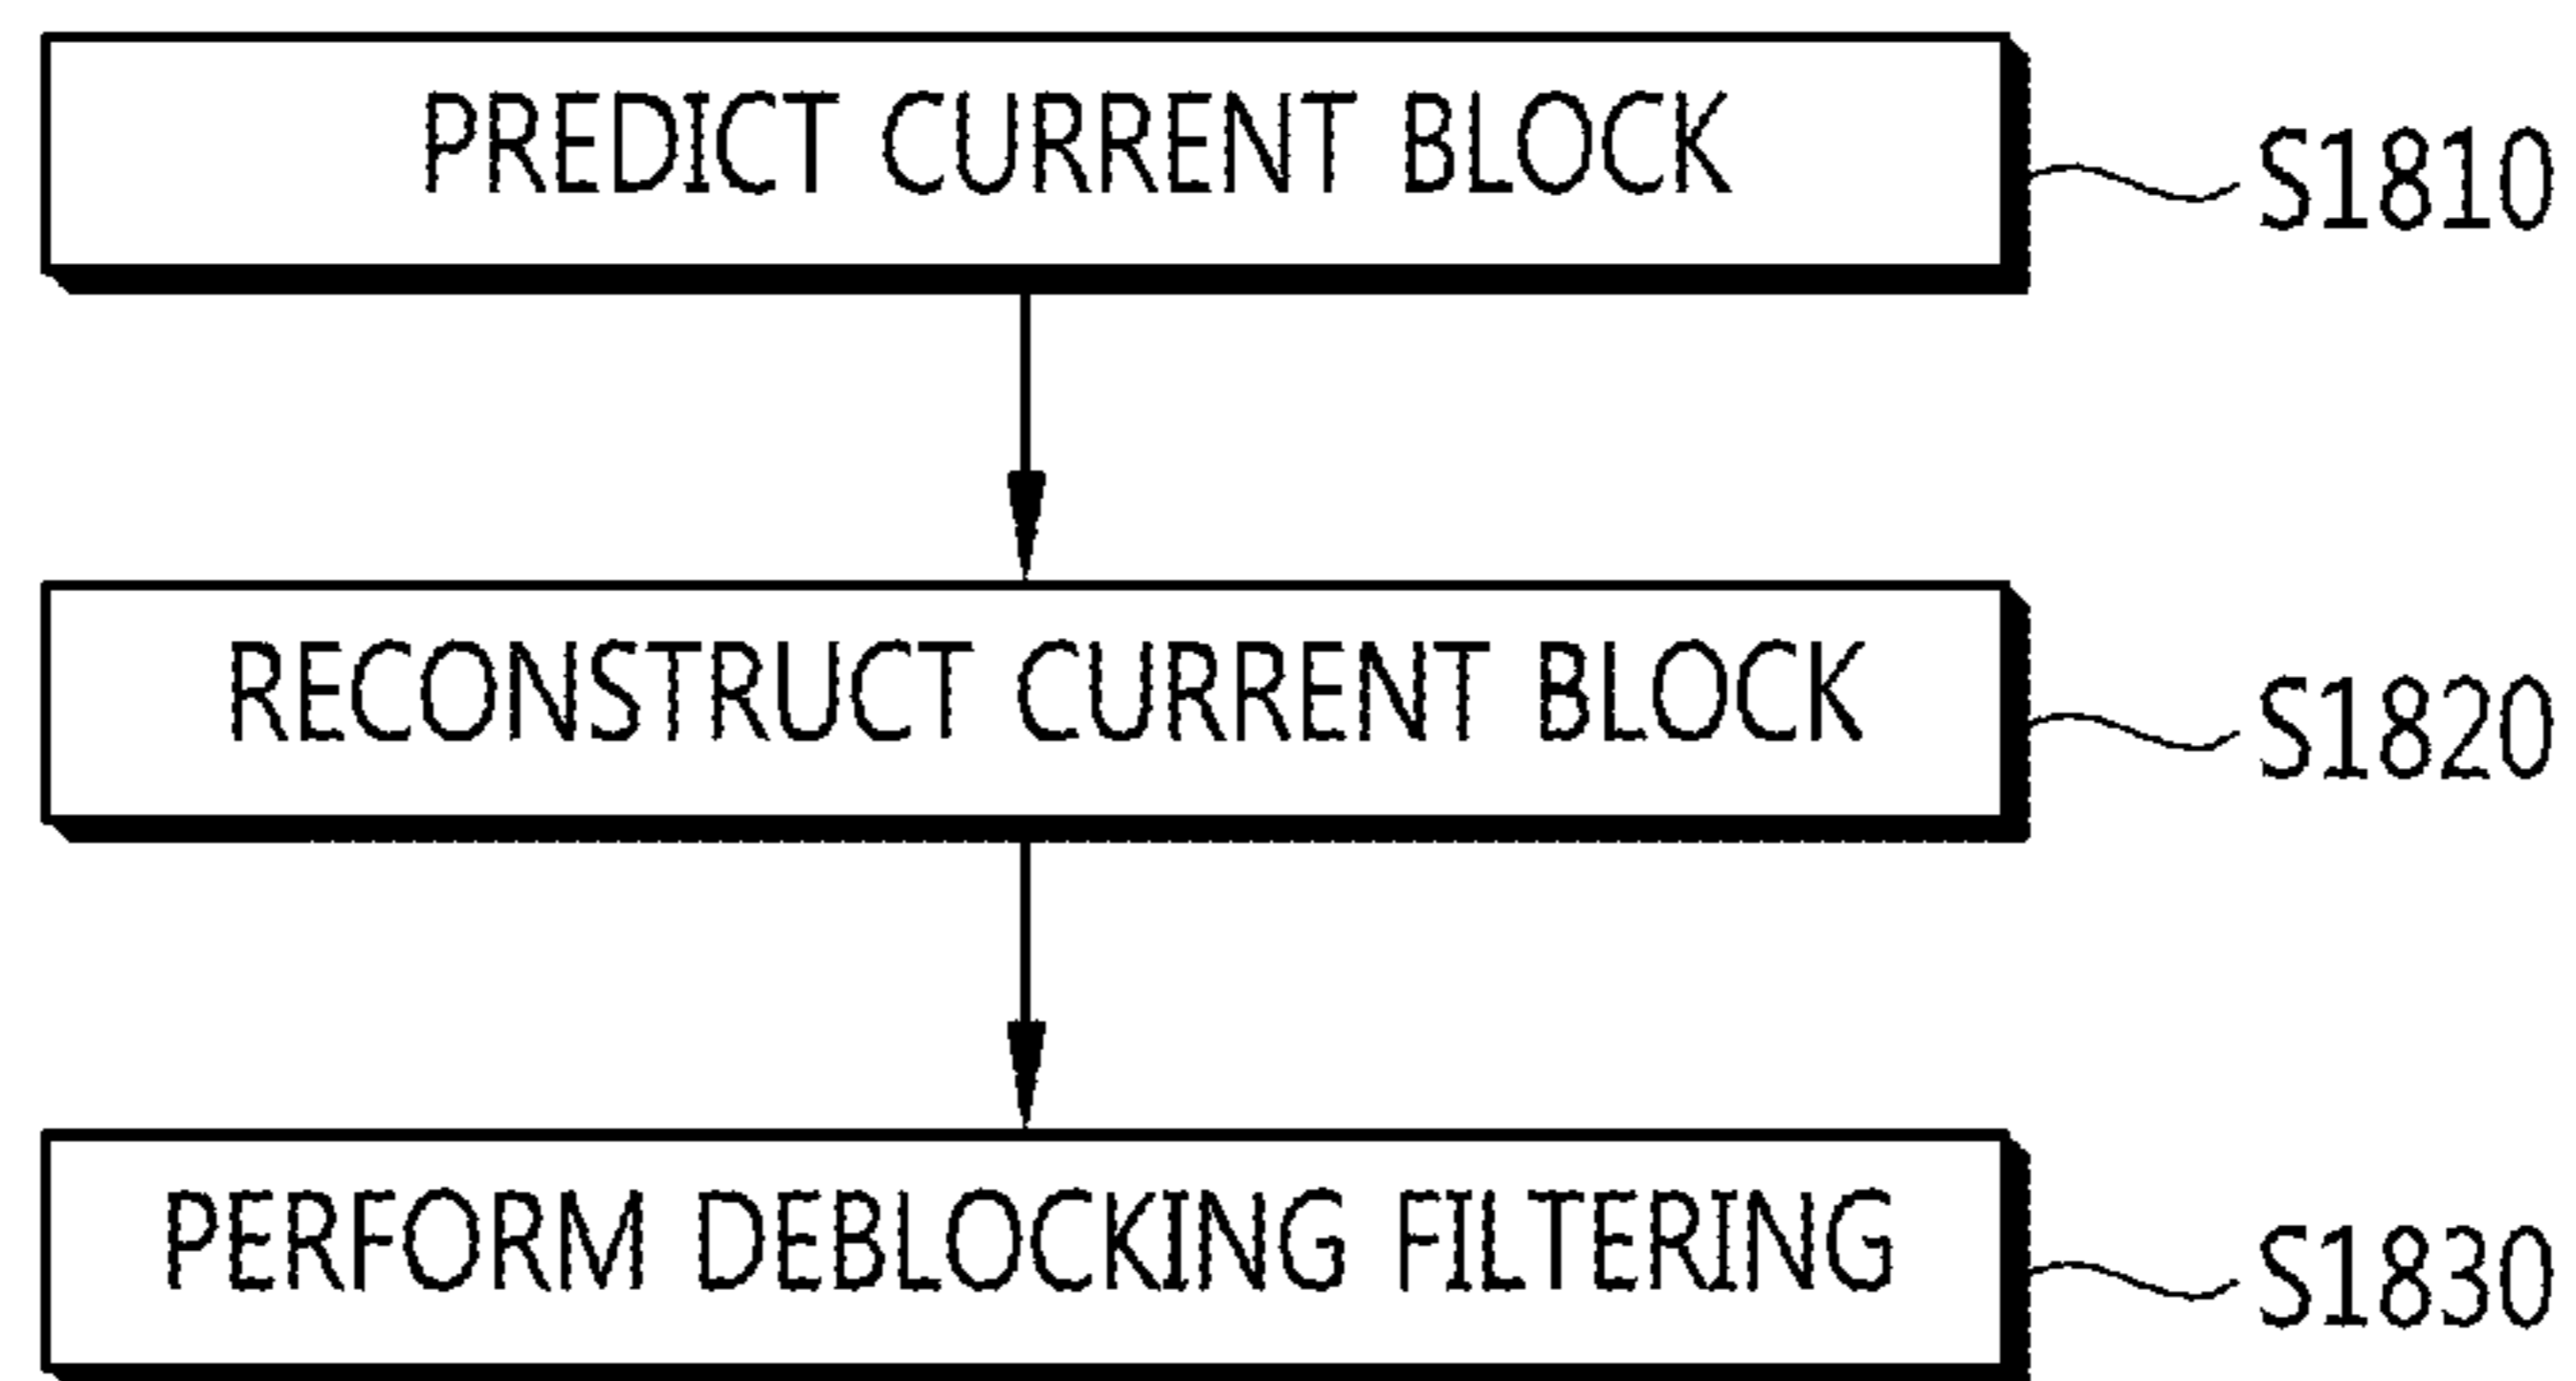 PREDICT CURRENT BLOCK
S1810
RECONSTRUCT CURRENT BLOCK
S1820
PERFORM DEBLOCKING FILTERING
S1830